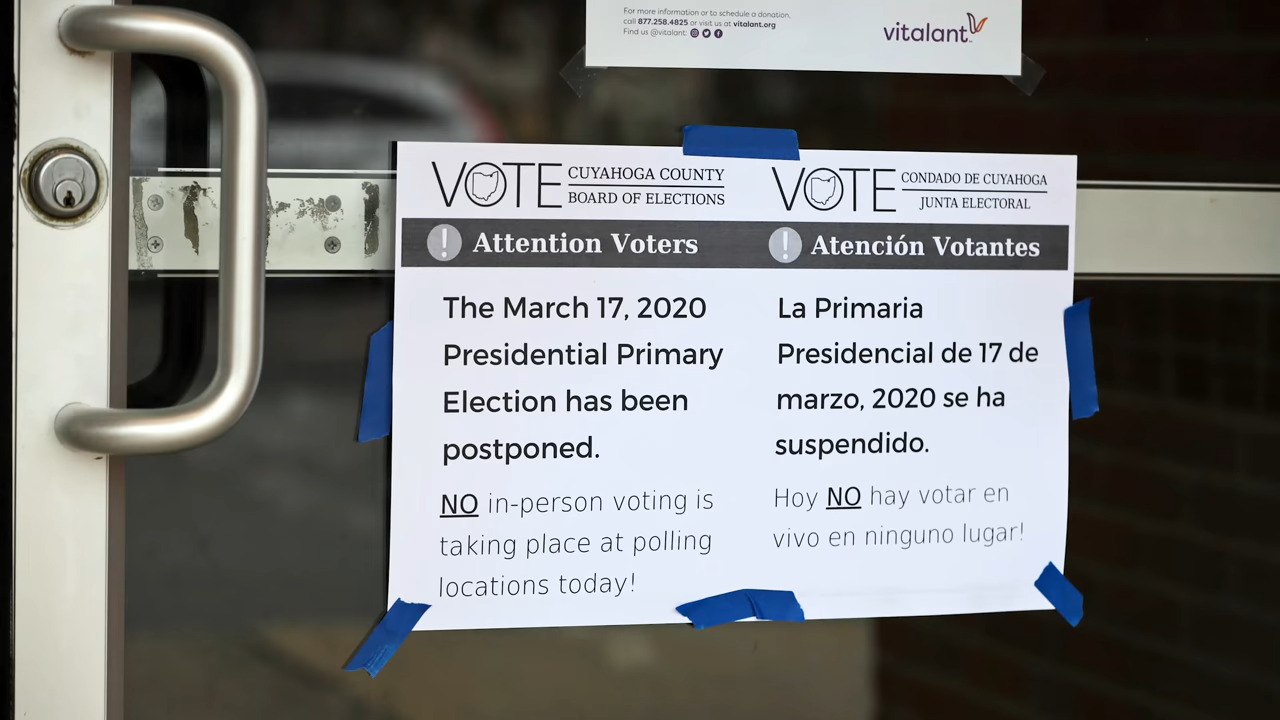 For more information or to schedule a donation,
call 877.258.4825 or visit us at vitalant.org
Find us @vitalant:
vitalant
VOTE CUYAHOGA COUNTY
BOARD OF ELECTIONS
Attention Voters
The March 17, 2020
Presidential Primary
Election has been
postponed.
NO in-person voting is
taking place at polling
locations today!
VOTE CONDADO DE CUYAHOGA
JUNTA ELECTORAL
Atención Votantes
La Primaria
Presidencial de 17 de
marzo, 2020 se ha
suspendido.
Hoy NO hay votar en
vivo en ninguno lugar!